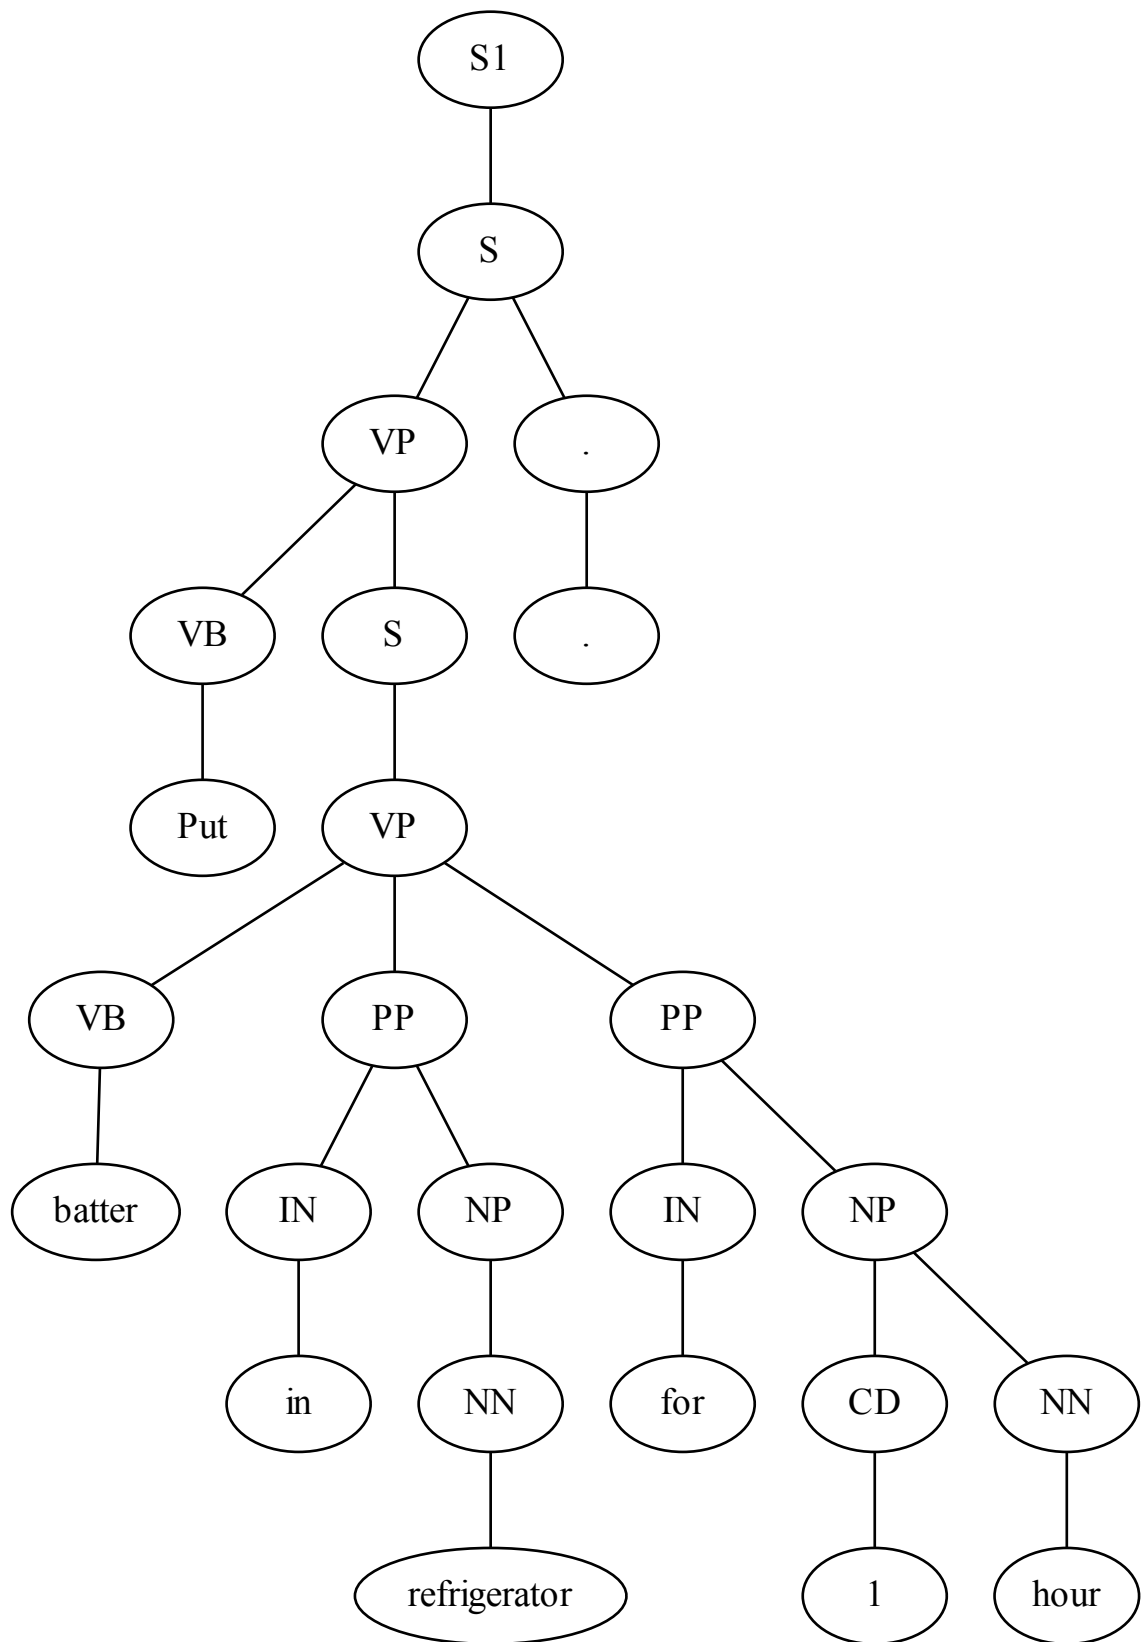 S1
S
VP .
VB S .
Put VP
VB PP PP
batter IN NP IN NP
in NN for CD NN
refrigerator 1 hour